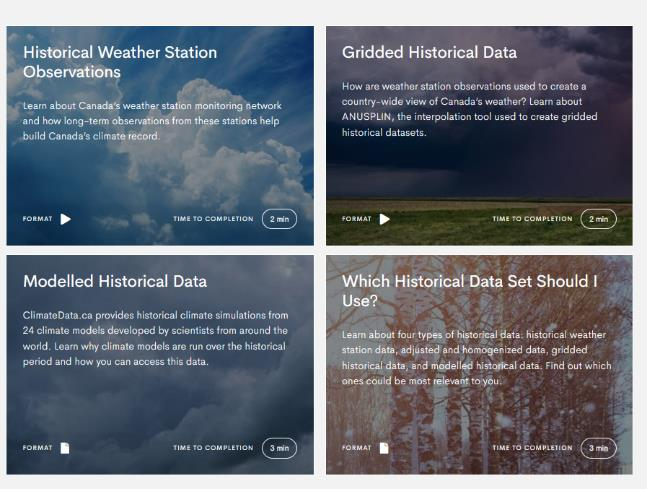 Historical Weather Station
Observations
Learn about Canada's weather station monitoring network
and how long-term observations from these stations help
build Canada's climate record.
FORMAT
TIME TO COMPLETION
2 min
Gridded Historical Data
How are weather station observations used to create a
country-wide view of Canada's weather? Learn about
ANUSPLIN, the interpolation tool used to create gridded
historical datasets.
FORMAT
TIME TO COMPLETION
2 min
Modelled Historical Data
ClimateData.ca provides historical climate simulations from
24 climate models developed by scientists from around the
world. Learn why climate models are run over the historical
period and how you can access this data.
FORMAT
TIME TO COMPLETION
3 min
Which Historical Data Set Should I
Use?
Learn about four types of historical data: historical weather
station data, adjusted and homogenized data, gridded
historical data, and modelled historical data. Find out which
ones could be most relevant to you.
FORMAT
TIME TO COMPLETION
3 min